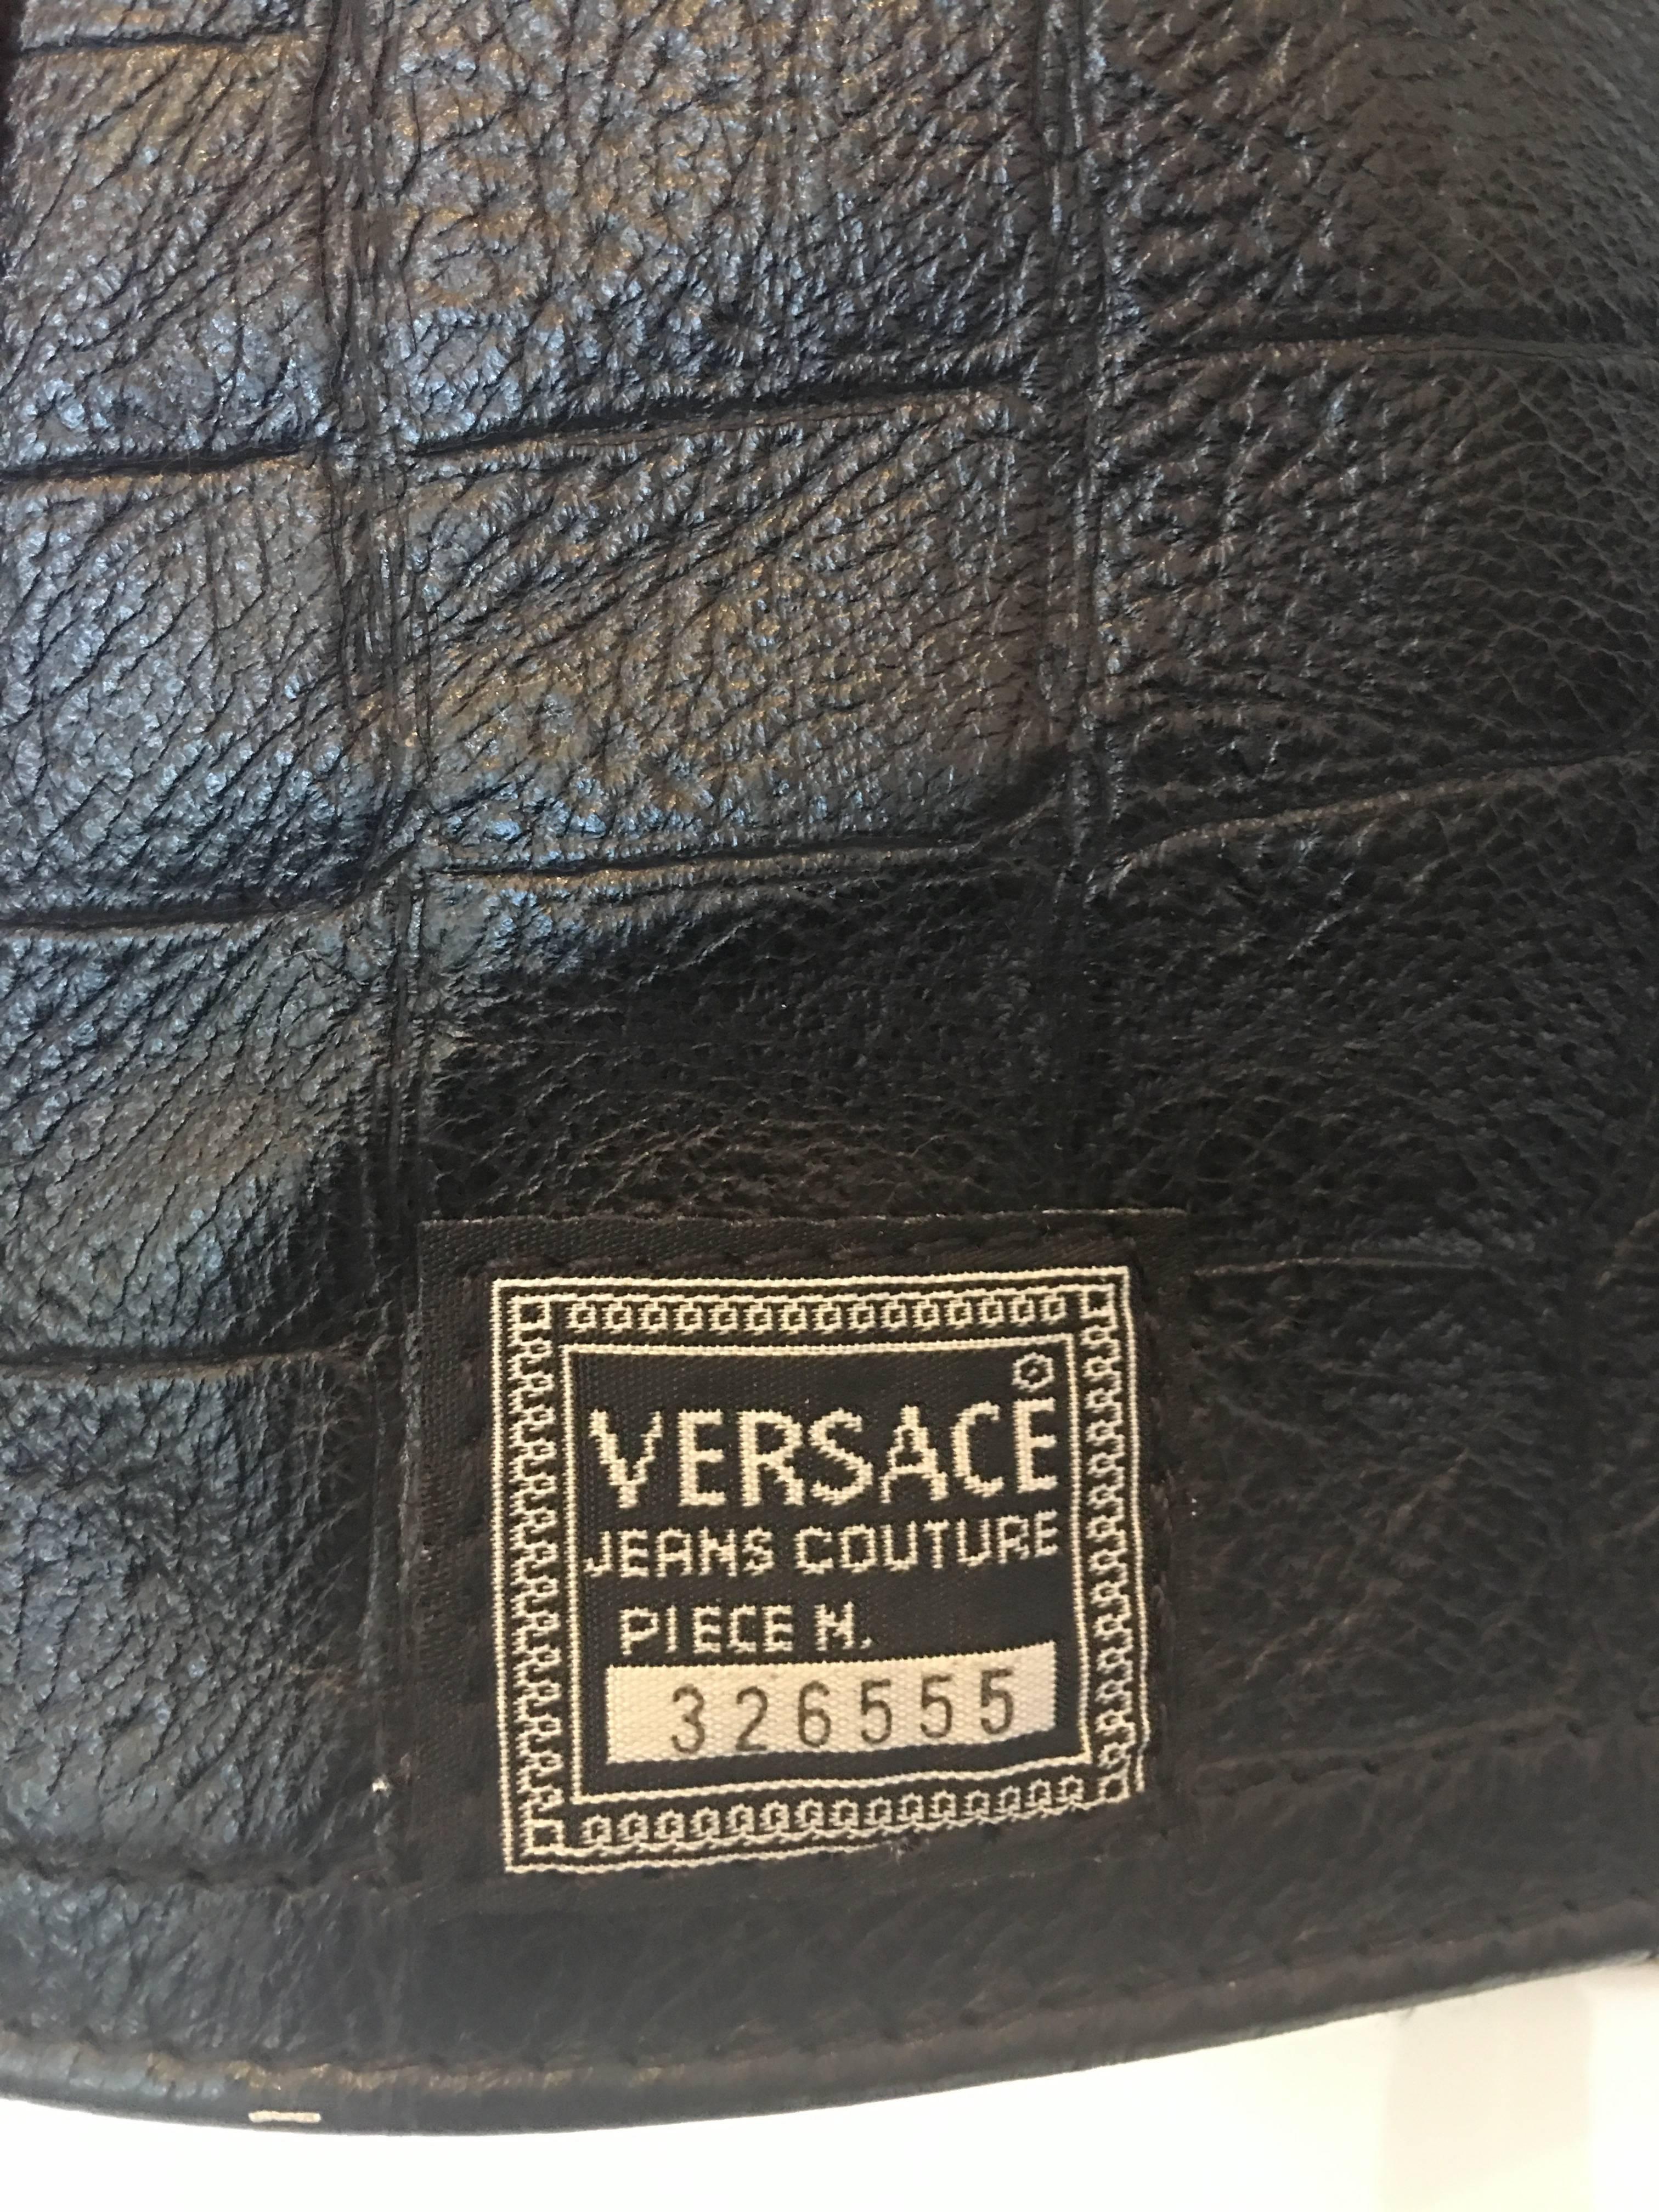 VERSACE®
JEANS COUTURE
PIECE N.
326555